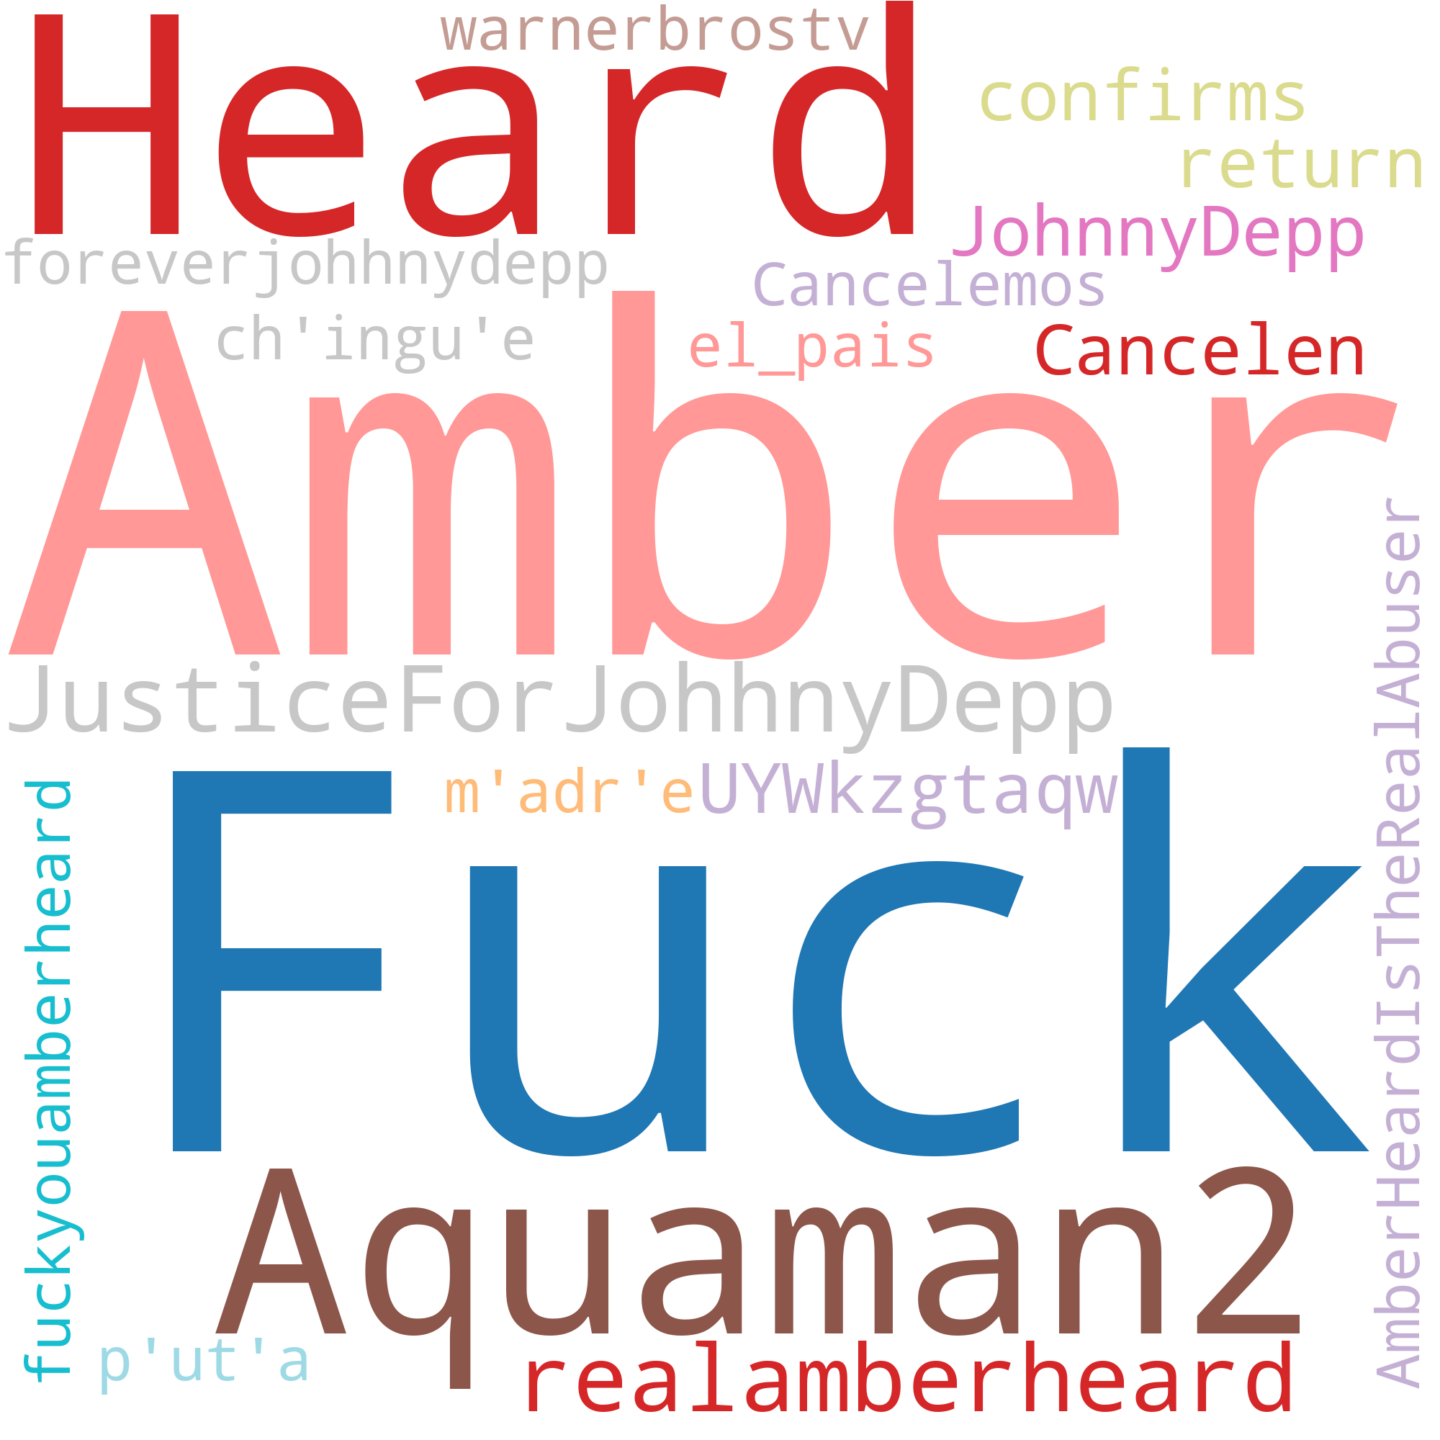 warnerbrostv
Heard
confirms
return
JohnnyDepp
foreverjohhnydepp
Cancelemos
ch'ingu'e
el_pais
Cancelen
Amber
AmberHeardIsTheRealAbuser
JusticeForJohhnyDepp
m'adr'e
UYWkzgtaqw
fuckyouamberheard
Fuck
Aquaman2
p'ut'a
realamberheard